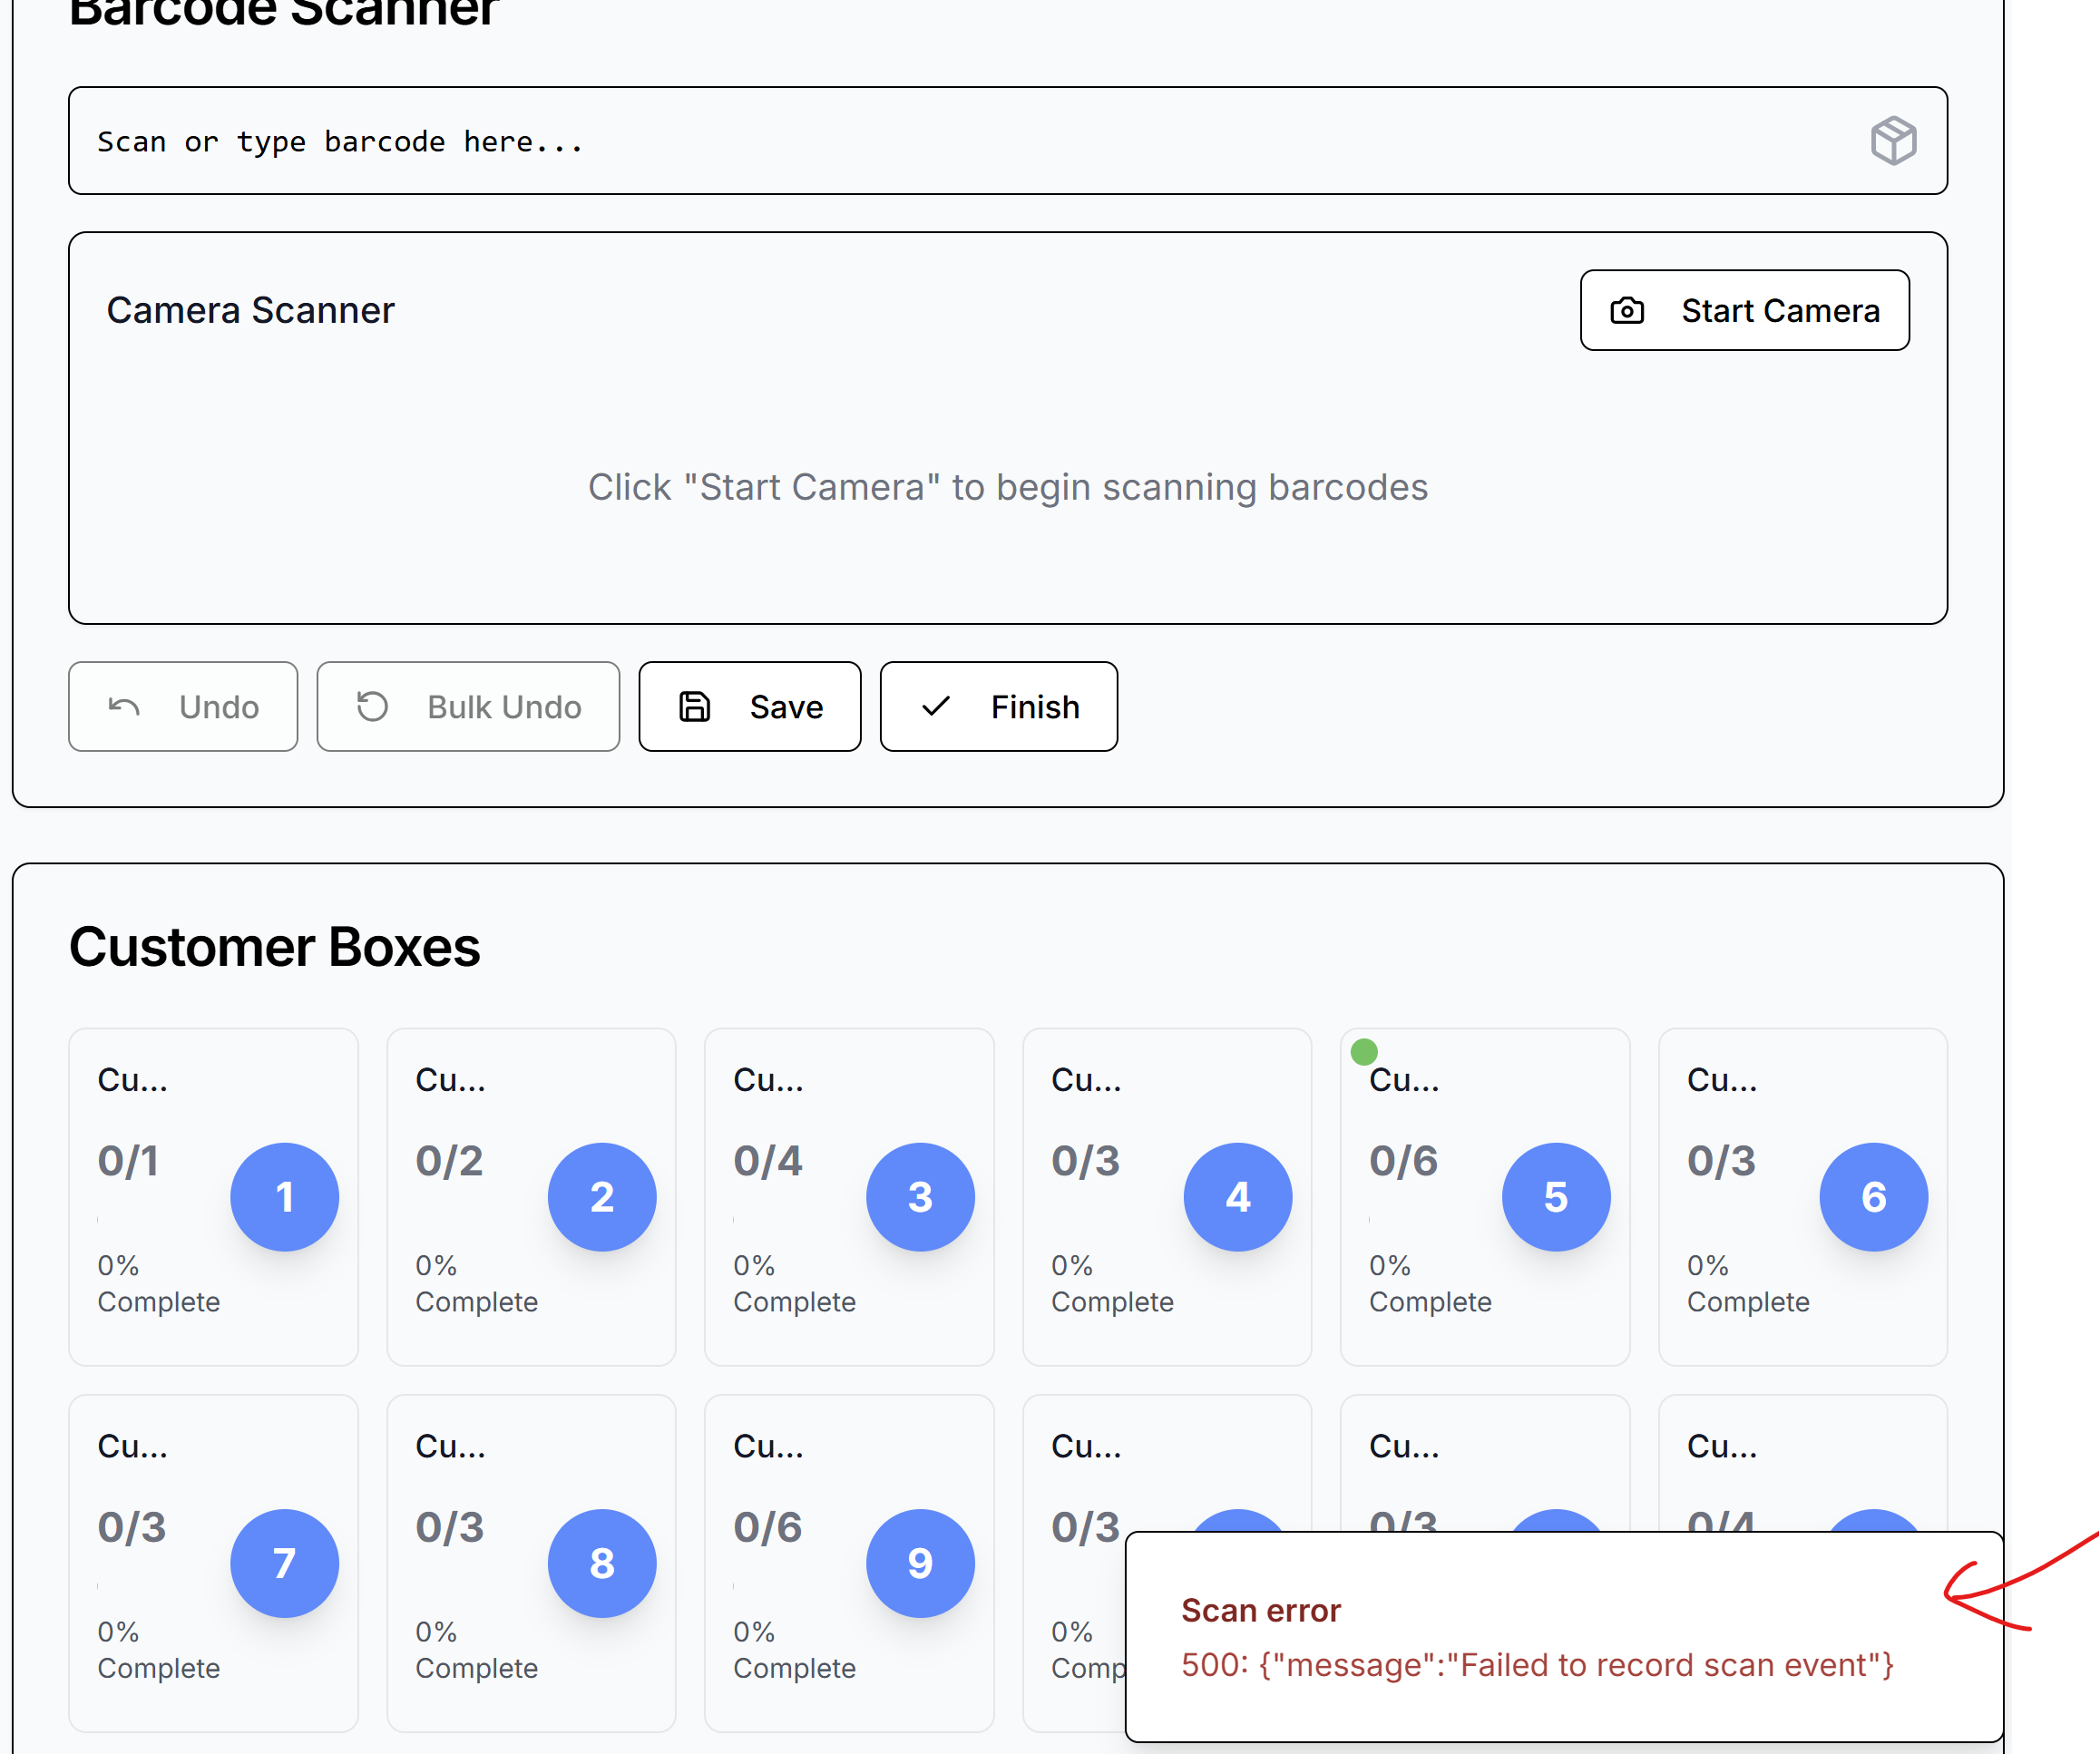 Barcode Scanner
Scan or type barcode here...
Camera Scanner
Start Camera
Click "Start Camera" to begin scanning barcodes
Undo
Bulk Undo
Save
Finish
Customer Boxes
Cu...
0/1
1
0%
Complete
Cu...
0/2
2
0%
Complete
Cu...
0/4
3
0%
Complete
Cu...
0/3
4
0%
Complete
Cu...
0/6
5
0%
Complete
Cu...
0/3
6
0%
Complete
Cu...
0/3
7
0%
Complete
Cu...
0/3
8
0%
Complete
Cu...
0/6
9
0%
Complete
Cu...
0/3
0%
Comp
Cu...
0/3
Cu...
0/4
Scan error
500: {"message":"Failed to record scan event"}